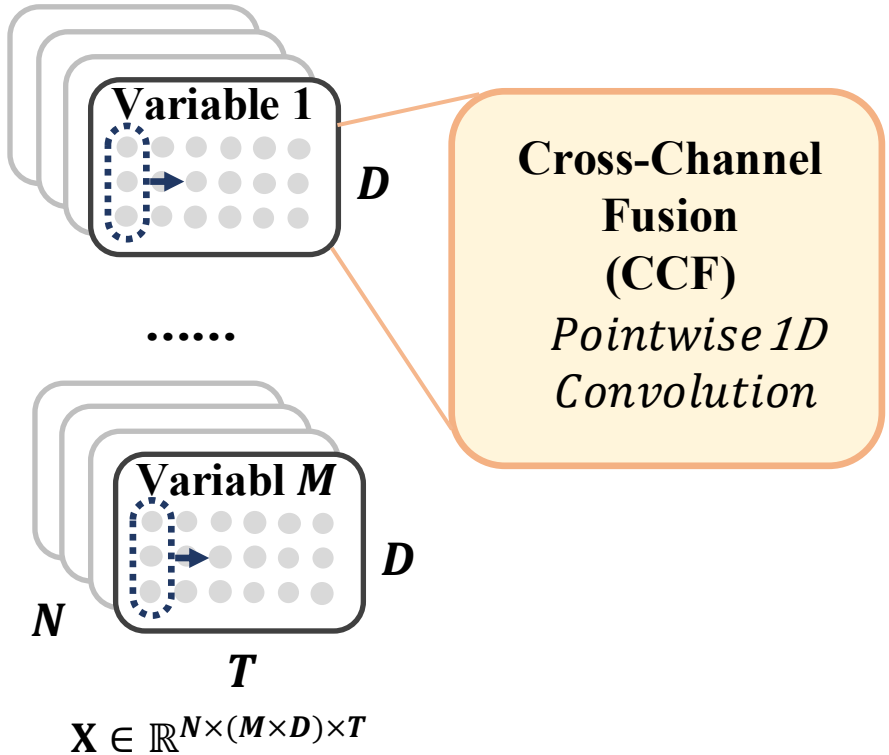 Variable 1
D
Cross-Channel
Fusion
(CCF)
Pointwise 1D
Convolution
......
Variabl M
D
N
T
X ∈ ℝ^{N×(M×D)×T}